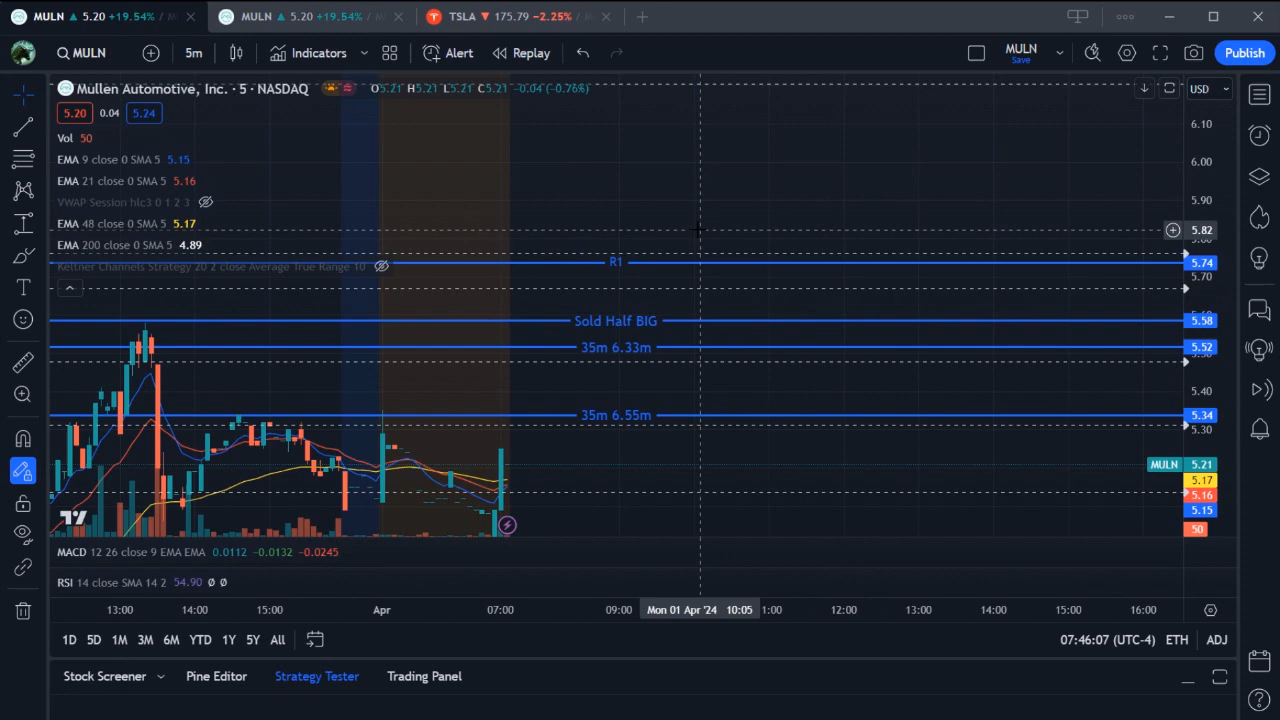 MULN ▲ 5.20 +19.54% / M
MULN ▲ 5.20 +19.54% / M
TSLA ▼ 175.79 −2.25% / M
MULN
5m
Indicators
Alert
Replay
MULN
Save
Publish
Mullen Automotive, Inc. · 5 · NASDAQ
O5.21 H5.21 L5.21 C5.21 −0.04 (−0.76%)
USD
5.20 0.04 5.24
Vol 50
EMA 9 close 0 SMA 5 5.15
EMA 21 close 0 SMA 5 5.16
VWAP Session hlc3 0 1 2 3
EMA 48 close 0 SMA 5 5.17
EMA 200 close 0 SMA 5 4.89
Keltner Channels Strategy 20 2 close Average True Range 10
6.10
6.00
5.90
5.82
5.80
R1
5.74
5.70
5.60
Sold Half BIG
5.58
35m 6.33m
5.52
5.50
5.40
35m 6.55m
5.34
5.30
MULN 5.21
5.17
5.16
5.15
50
MACD 12 26 close 9 EMA EMA 0.0112 −0.0132 −0.0245
RSI 14 close SMA 14 2 54.90 Ø Ø
13:00 14:00 15:00 Apr 07:00 09:00 Mon 01 Apr '24 10:05 1:00 12:00 13:00 14:00 15:00 16:00
1D 5D 1M 3M 6M YTD 1Y 5Y All
07:46:07 (UTC-4) ETH ADJ
Stock Screener Pine Editor Strategy Tester Trading Panel